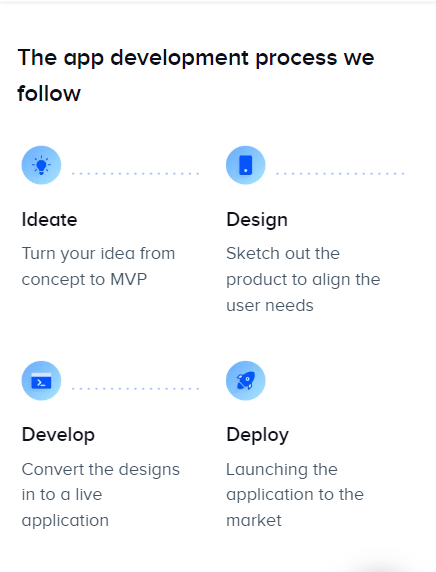 The app development process we
follow
Ideate
Turn your idea from
concept to MVP
Design
Sketch out the
product to align the
user needs
Develop
Convert the designs
in to a live
application
Deploy
Launching the
application to the
market